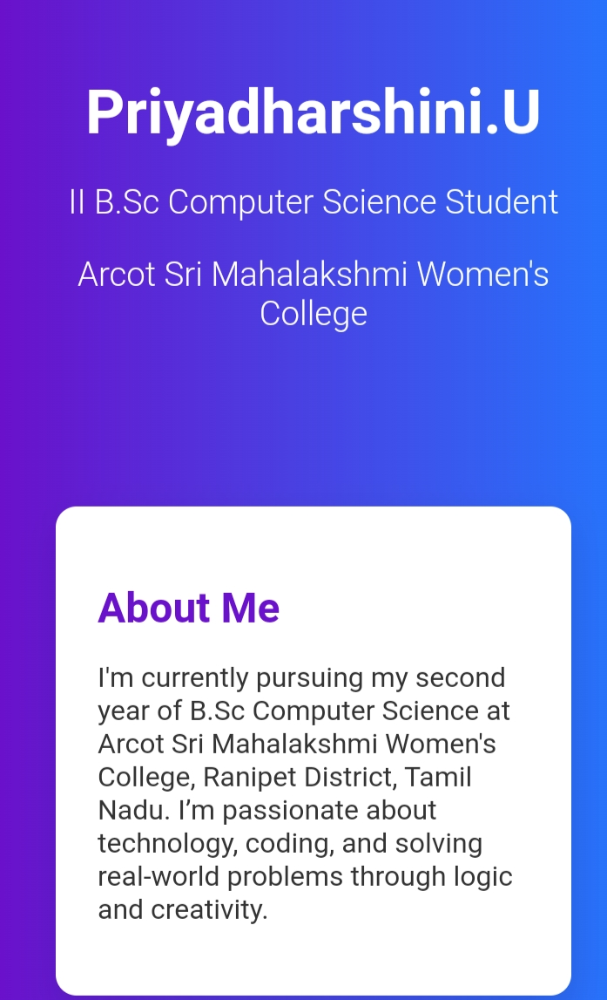 Priyadharshini.U
II B.Sc Computer Science Student
Arcot Sri Mahalakshmi Women's
College
About Me
I'm currently pursuing my second
year of B.Sc Computer Science at
Arcot Sri Mahalakshmi Women's
College, Ranipet District, Tamil
Nadu. I’m passionate about
technology, coding, and solving
real-world problems through logic
and creativity.